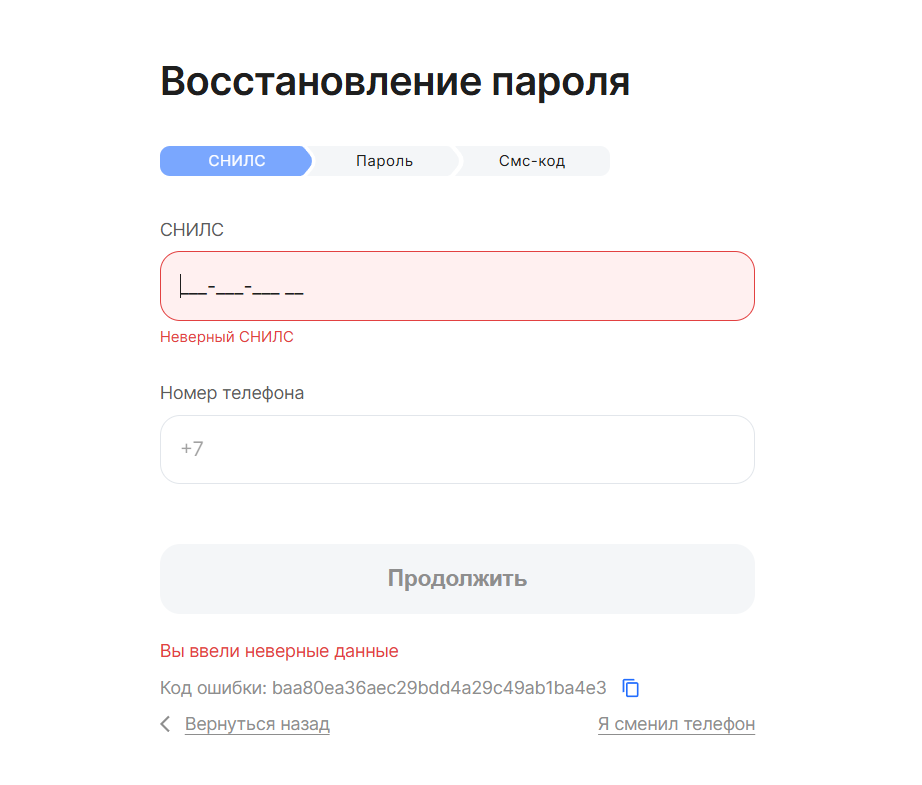 Восстановление пароля
СНИЛС Пароль Смс-код
СНИЛС
___-___-___ __
Неверный СНИЛС
Номер телефона
+7
Продолжить
Вы ввели неверные данные
Код ошибки: baa80ea36aec29bdd4a29c49ab1ba4e3
Вернуться назад Я сменил телефон